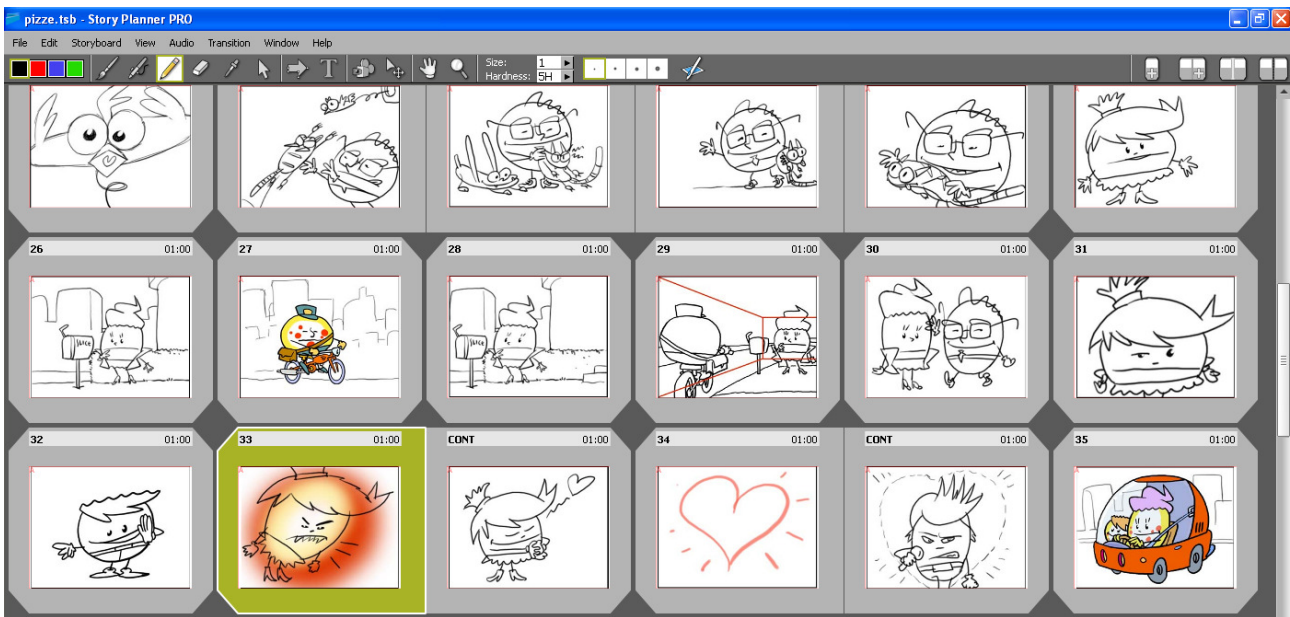 pizze.tsb - Story Planner PRO
File Edit Storyboard View Audio Transition Window Help
Size: 1
Hardness: 5H
T
26 01:00 27 01:00 28 01:00 29 01:00 30 01:00 31 01:00
32 01:00 33 01:00 CONT 01:00 34 01:00 CONT 01:00 35 01:00